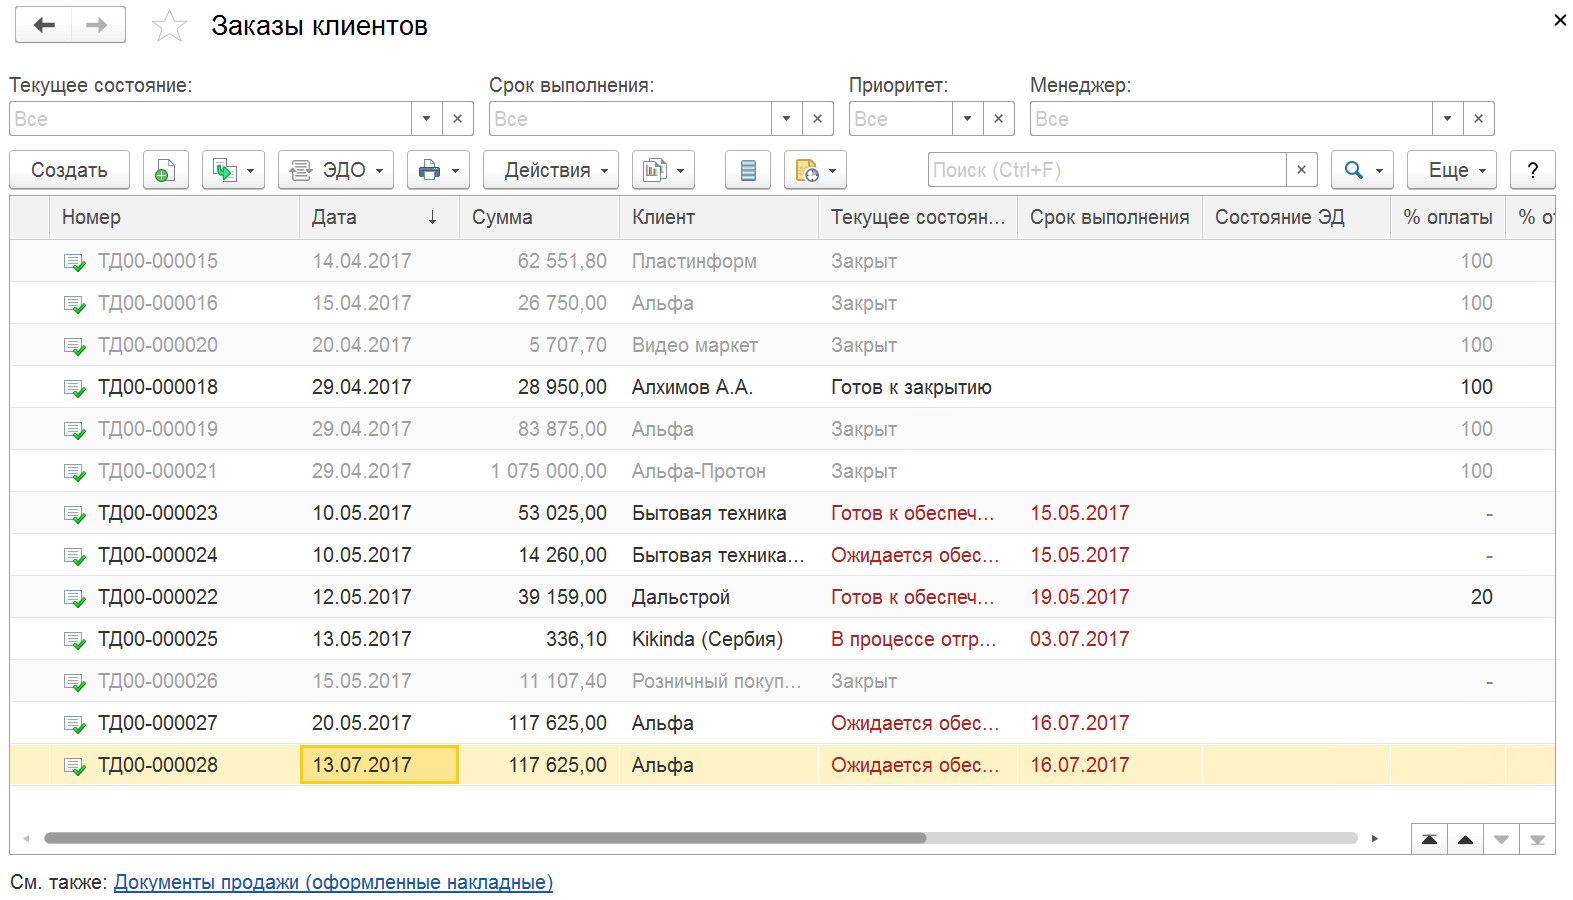 Заказы клиентов
Текущее состояние: Срок выполнения: Приоритет: Менеджер:
Все Все Все Все
Создать ЭДО Действия Поиск (Ctrl+F) Еще ?
Номер Дата Сумма Клиент Текущее состоян... Срок выполнения Состояние ЭД % оплаты %
ТД00-000015 14.04.2017 62 551,80 Пластинформ Закрыт 100
ТД00-000016 15.04.2017 26 750,00 Альфа Закрыт 100
ТД00-000020 20.04.2017 5 707,70 Видео маркет Закрыт 100
ТД00-000018 29.04.2017 28 950,00 Алхимов А.А. Готов к закрытию 100
ТД00-000019 29.04.2017 83 875,00 Альфа Закрыт 100
ТД00-000021 29.04.2017 1 075 000,00 Альфа-Протон Закрыт 100
ТД00-000023 10.05.2017 53 025,00 Бытовая техника Готов к обеспеч... 15.05.2017 -
ТД00-000024 10.05.2017 14 260,00 Бытовая техника... Ожидается обес... 15.05.2017 -
ТД00-000022 12.05.2017 39 159,00 Дальстрой Готов к обеспеч... 19.05.2017 20
ТД00-000025 13.05.2017 336,10 Kikinda (Сербия) В процессе отгр... 03.07.2017
ТД00-000026 15.05.2017 11 107,40 Розничный покуп... Закрыт -
ТД00-000027 20.05.2017 117 625,00 Альфа Ожидается обес... 16.07.2017
ТД00-000028 13.07.2017 117 625,00 Альфа Ожидается обес... 16.07.2017
См. также: Документы продажи (оформленные накладные)